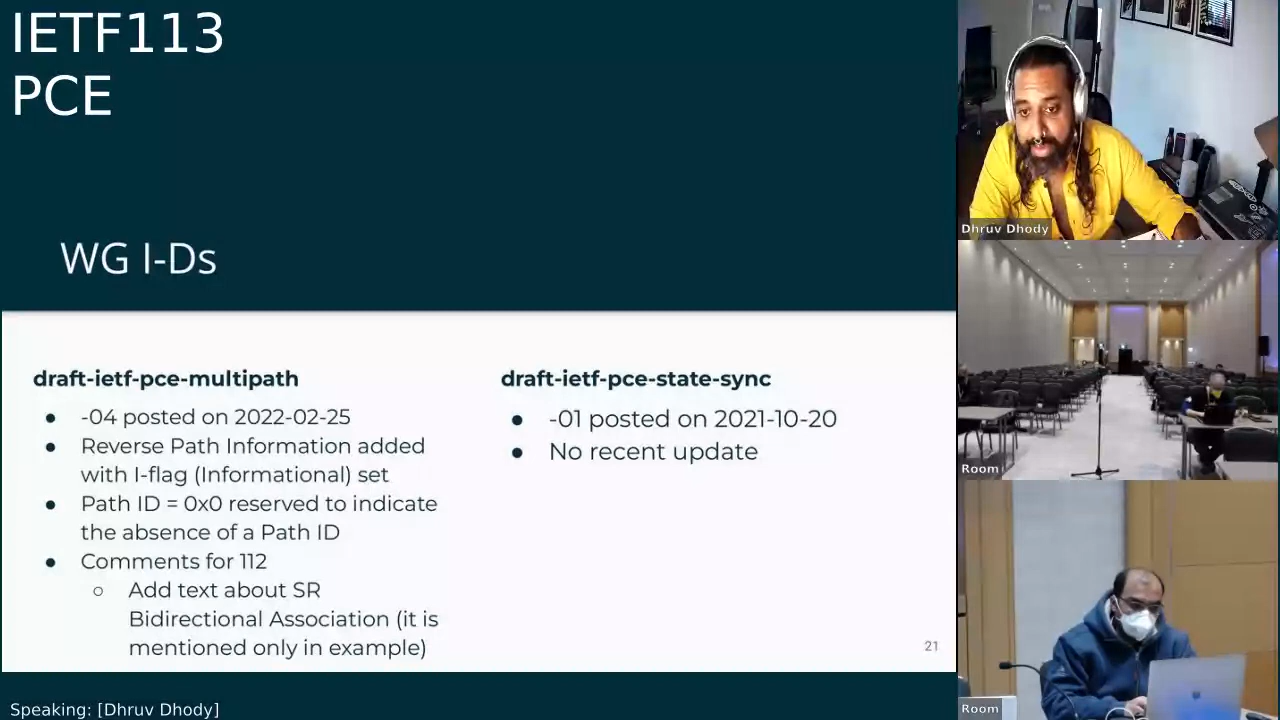 IETF113
PCE
WG I-Ds
draft-ietf-pce-multipath
● -04 posted on 2022-02-25
● Reverse Path Information added
with I-flag (Informational) set
● Path ID = 0x0 reserved to indicate
the absence of a Path ID
● Comments for 112
○ Add text about SR
Bidirectional Association (it is
mentioned only in example)
draft-ietf-pce-state-sync
● -01 posted on 2021-10-20
● No recent update
21
Speaking: [Dhruv Dhody]
Dhruv Dhody
Room
Room